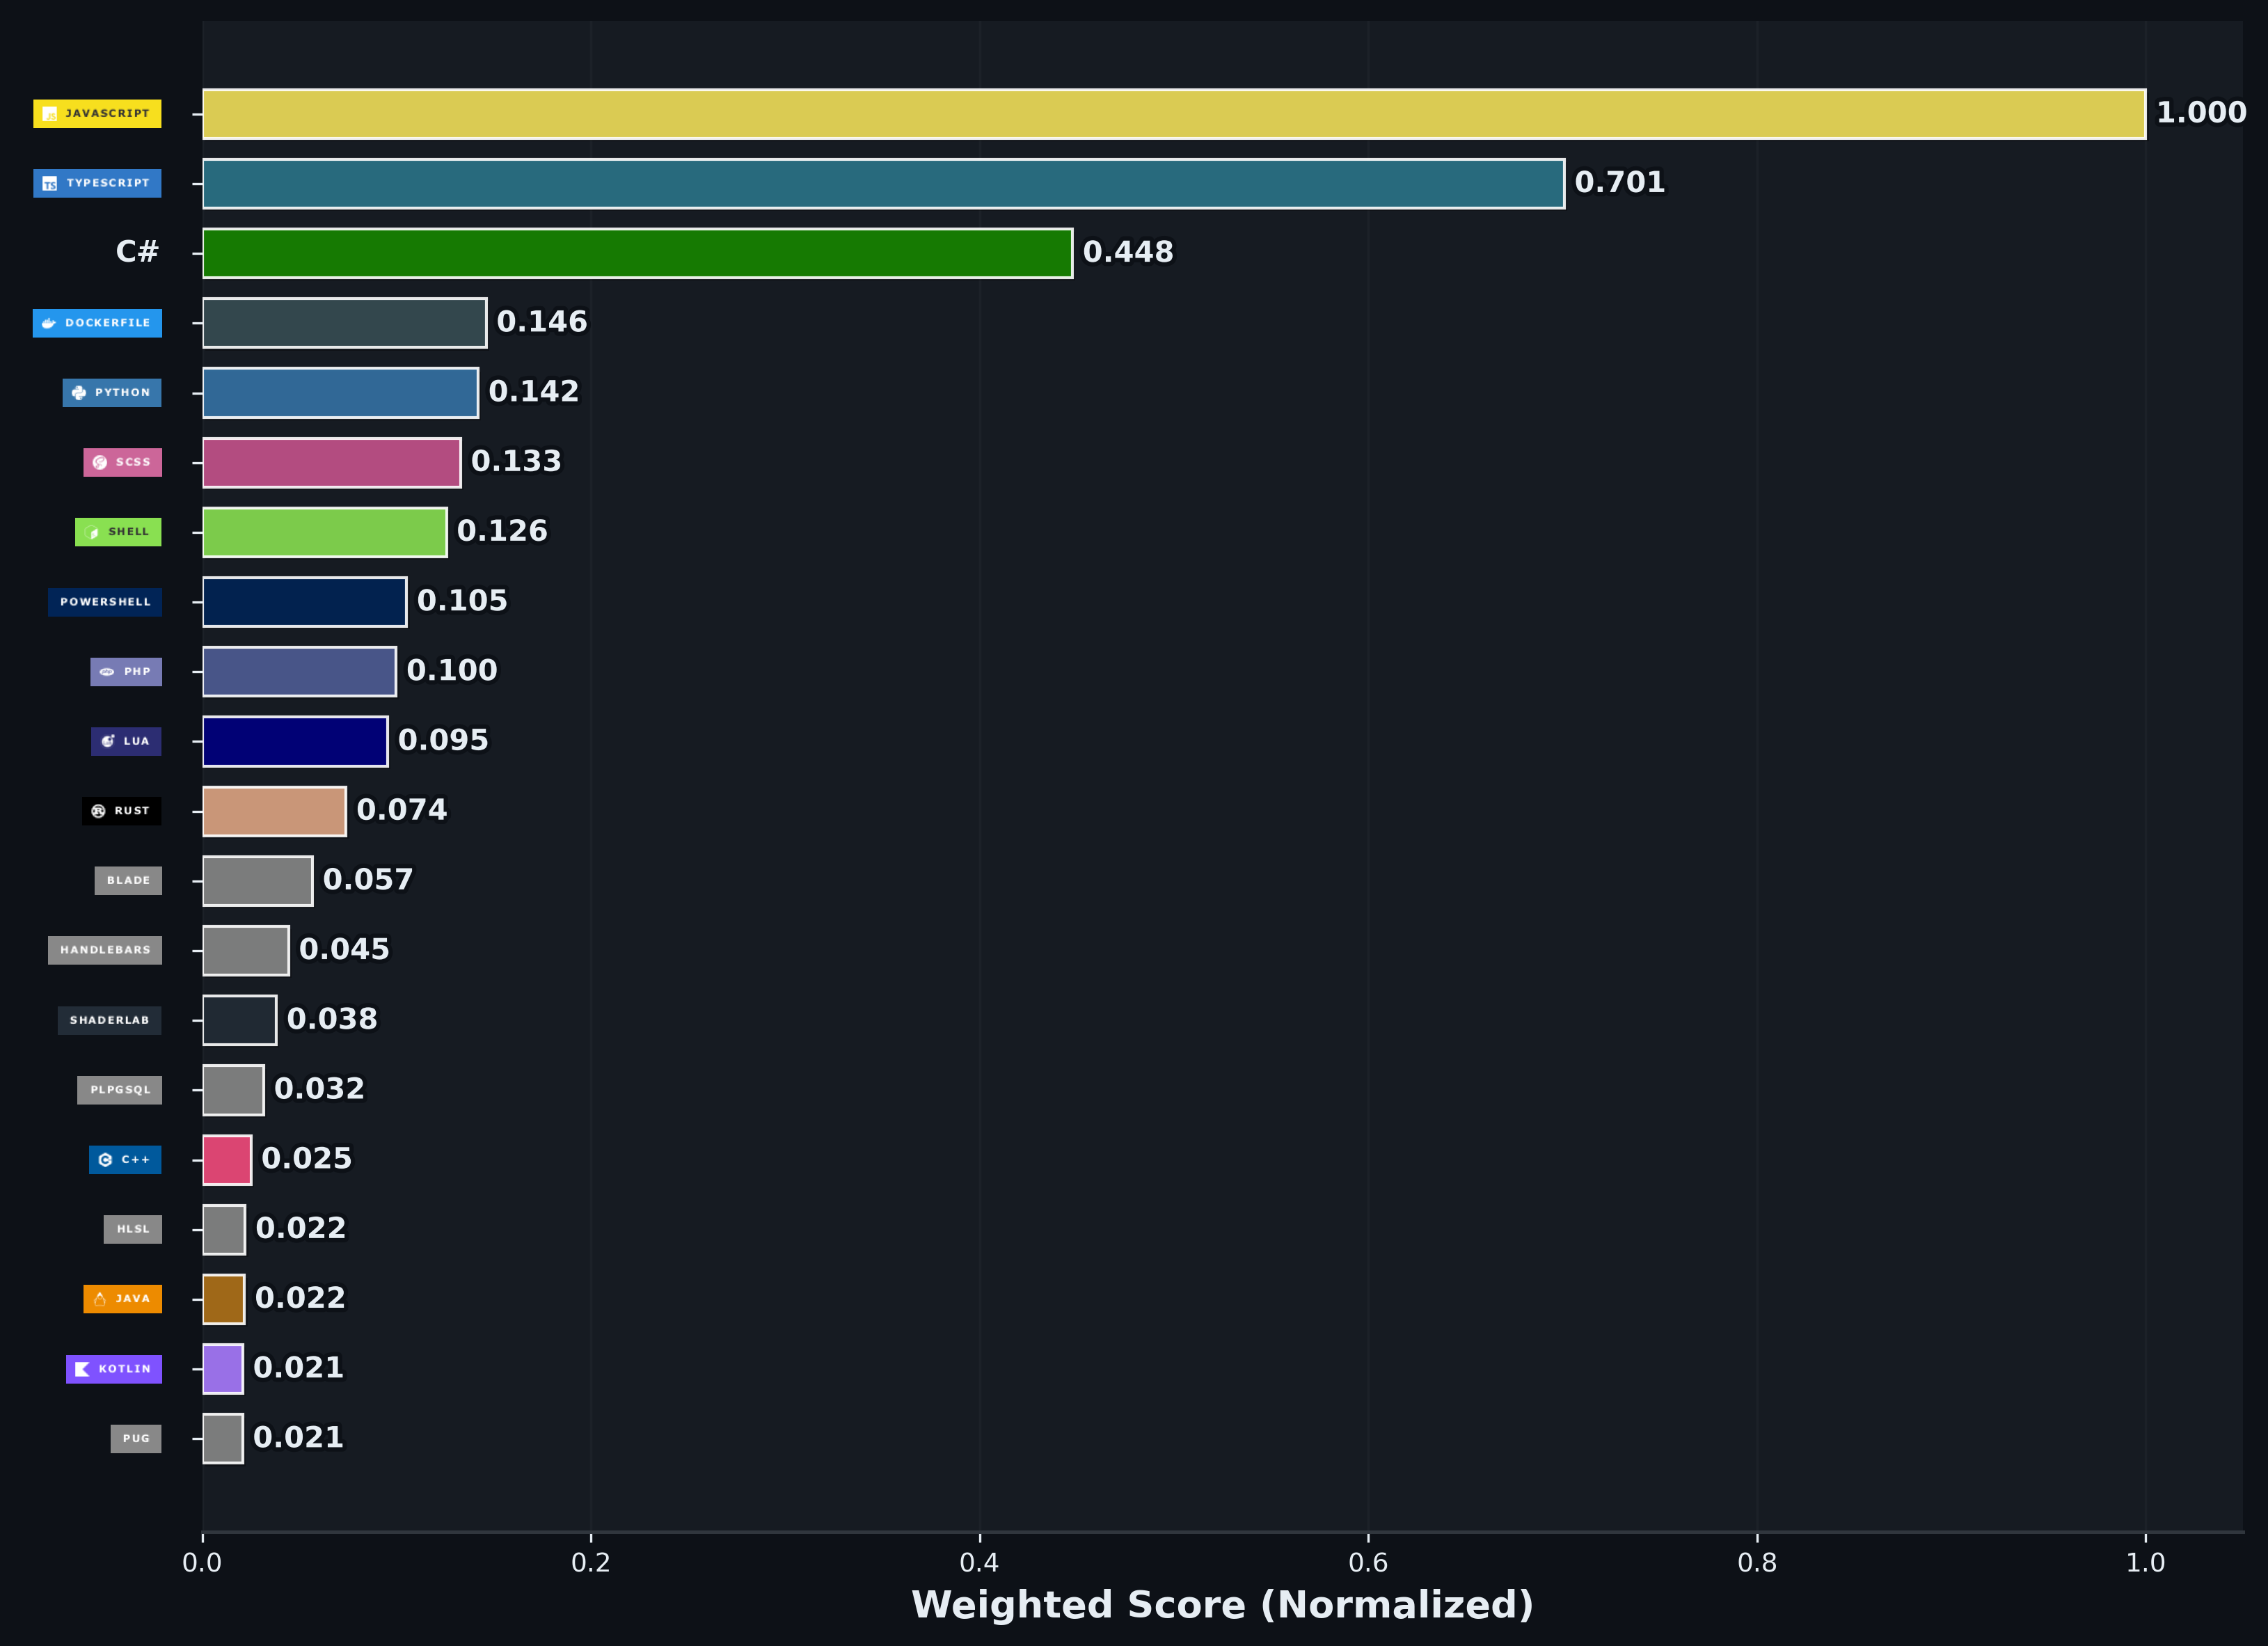 JAVASCRIPT 1.000
TS TYPESCRIPT 0.701
C# 0.448
DOCKERFILE 0.146
PYTHON 0.142
SCSS 0.133
SHELL 0.126
POWERSHELL 0.105
PHP 0.100
LUA 0.095
RUST 0.074
BLADE 0.057
HANDLEBARS 0.045
SHADERLAB 0.038
PLPGSQL 0.032
C++ 0.025
HLSL 0.022
JAVA 0.022
KOTLIN 0.021
PUG 0.021
0.0 0.2 0.4 0.6 0.8 1.0
Weighted Score (Normalized)